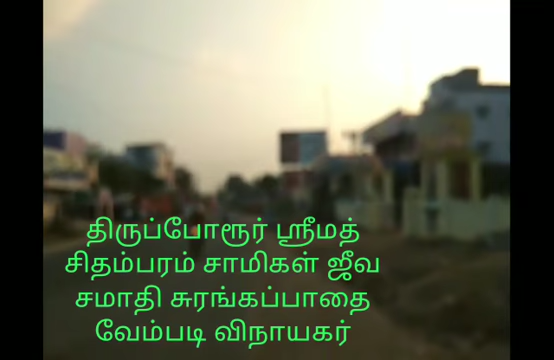 திருப்போரூர் ஸ்ரீமத்
சிதம்பரம் சாமிகள் ஜீவ
சமாதி சுரங்கப்பாதை
வேம்படி விநாயகர்